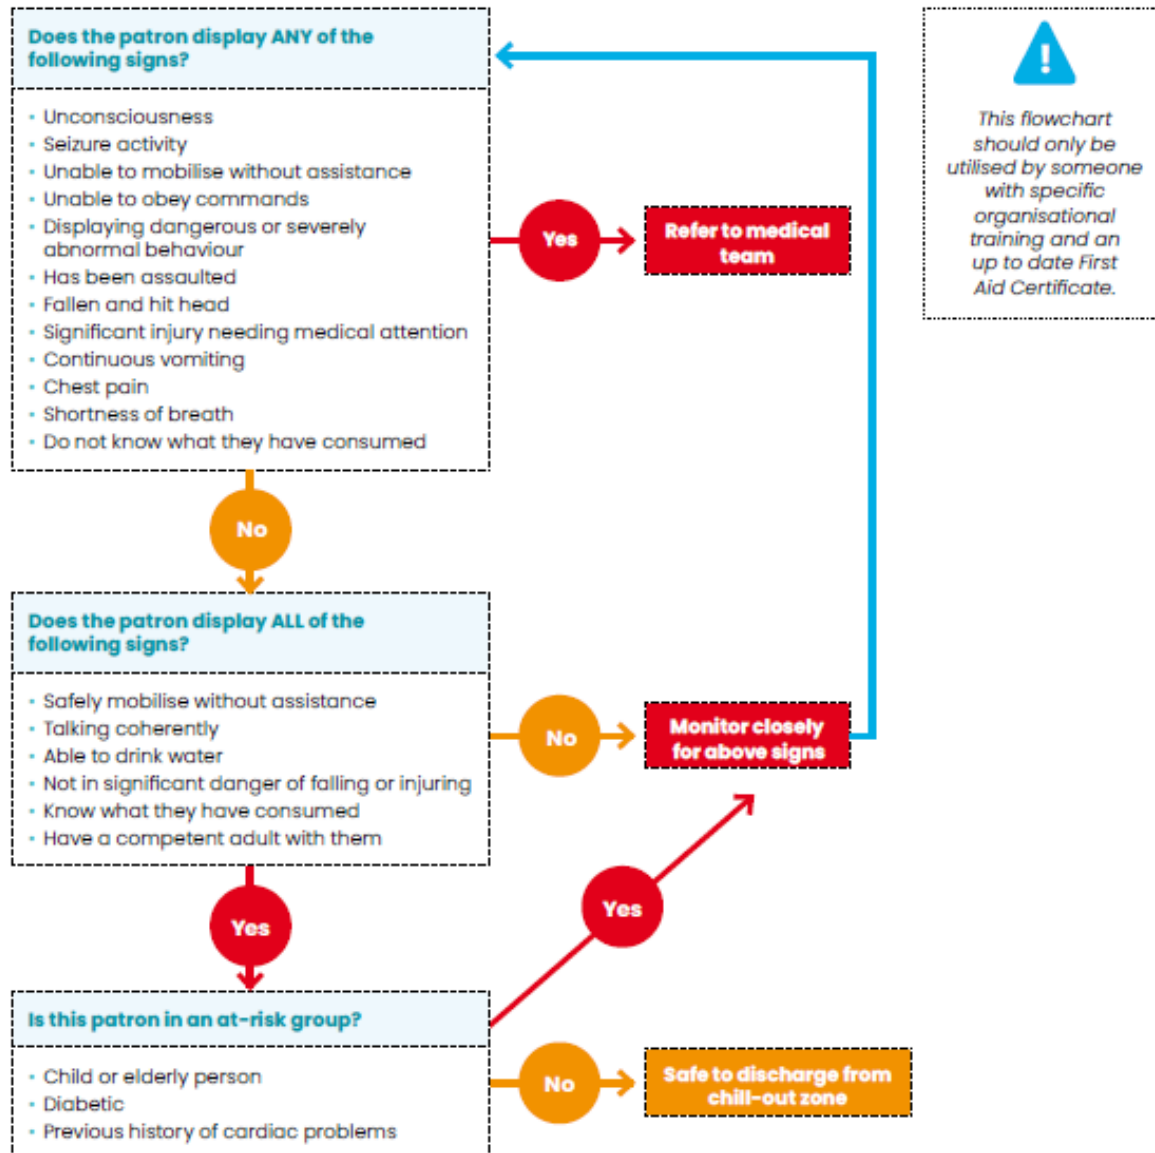 Does the patron display ANY of the
following signs?
• Unconsciousness
• Seizure activity
• Unable to mobilise without assistance
• Unable to obey commands
• Displaying dangerous or severely
abnormal behaviour
• Has been assaulted
• Fallen and hit head
• Significant injury needing medical attention
• Continuous vomiting
• Chest pain
• Shortness of breath
• Do not know what they have consumed
Yes
Refer to medical
team
!
This flowchart
should only be
utilised by someone
with specific
organisational
training and an
up to date First
Aid Certificate.
No
Does the patron display ALL of the
following signs?
• Safely mobilise without assistance
• Talking coherently
• Able to drink water
• Not in significant danger of falling or injuring
• Know what they have consumed
• Have a competent adult with them
No
Monitor closely
for above signs
Yes
Yes
Is this patron in an at-risk group?
• Child or elderly person
• Diabetic
• Previous history of cardiac problems
No
Safe to discharge from
chill-out zone